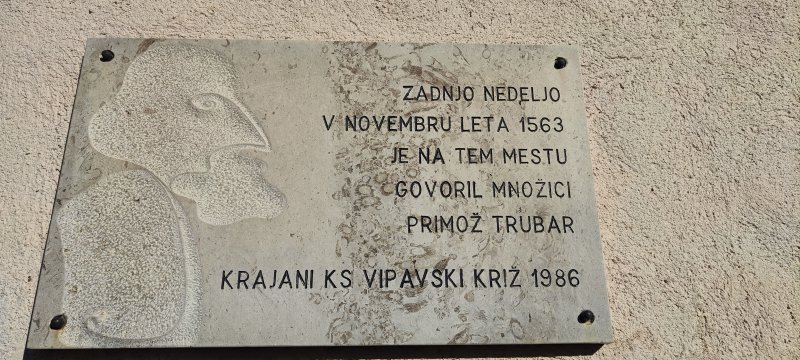 ZADNJO NEDELJO
V NOVEMBRU LETA 1563
JE NA TEM MESTU
GOVORIL MNOŽICI
PRIMOŽ TRUBAR
KRAJANI KS VIPAVSKI KRIŽ 1986